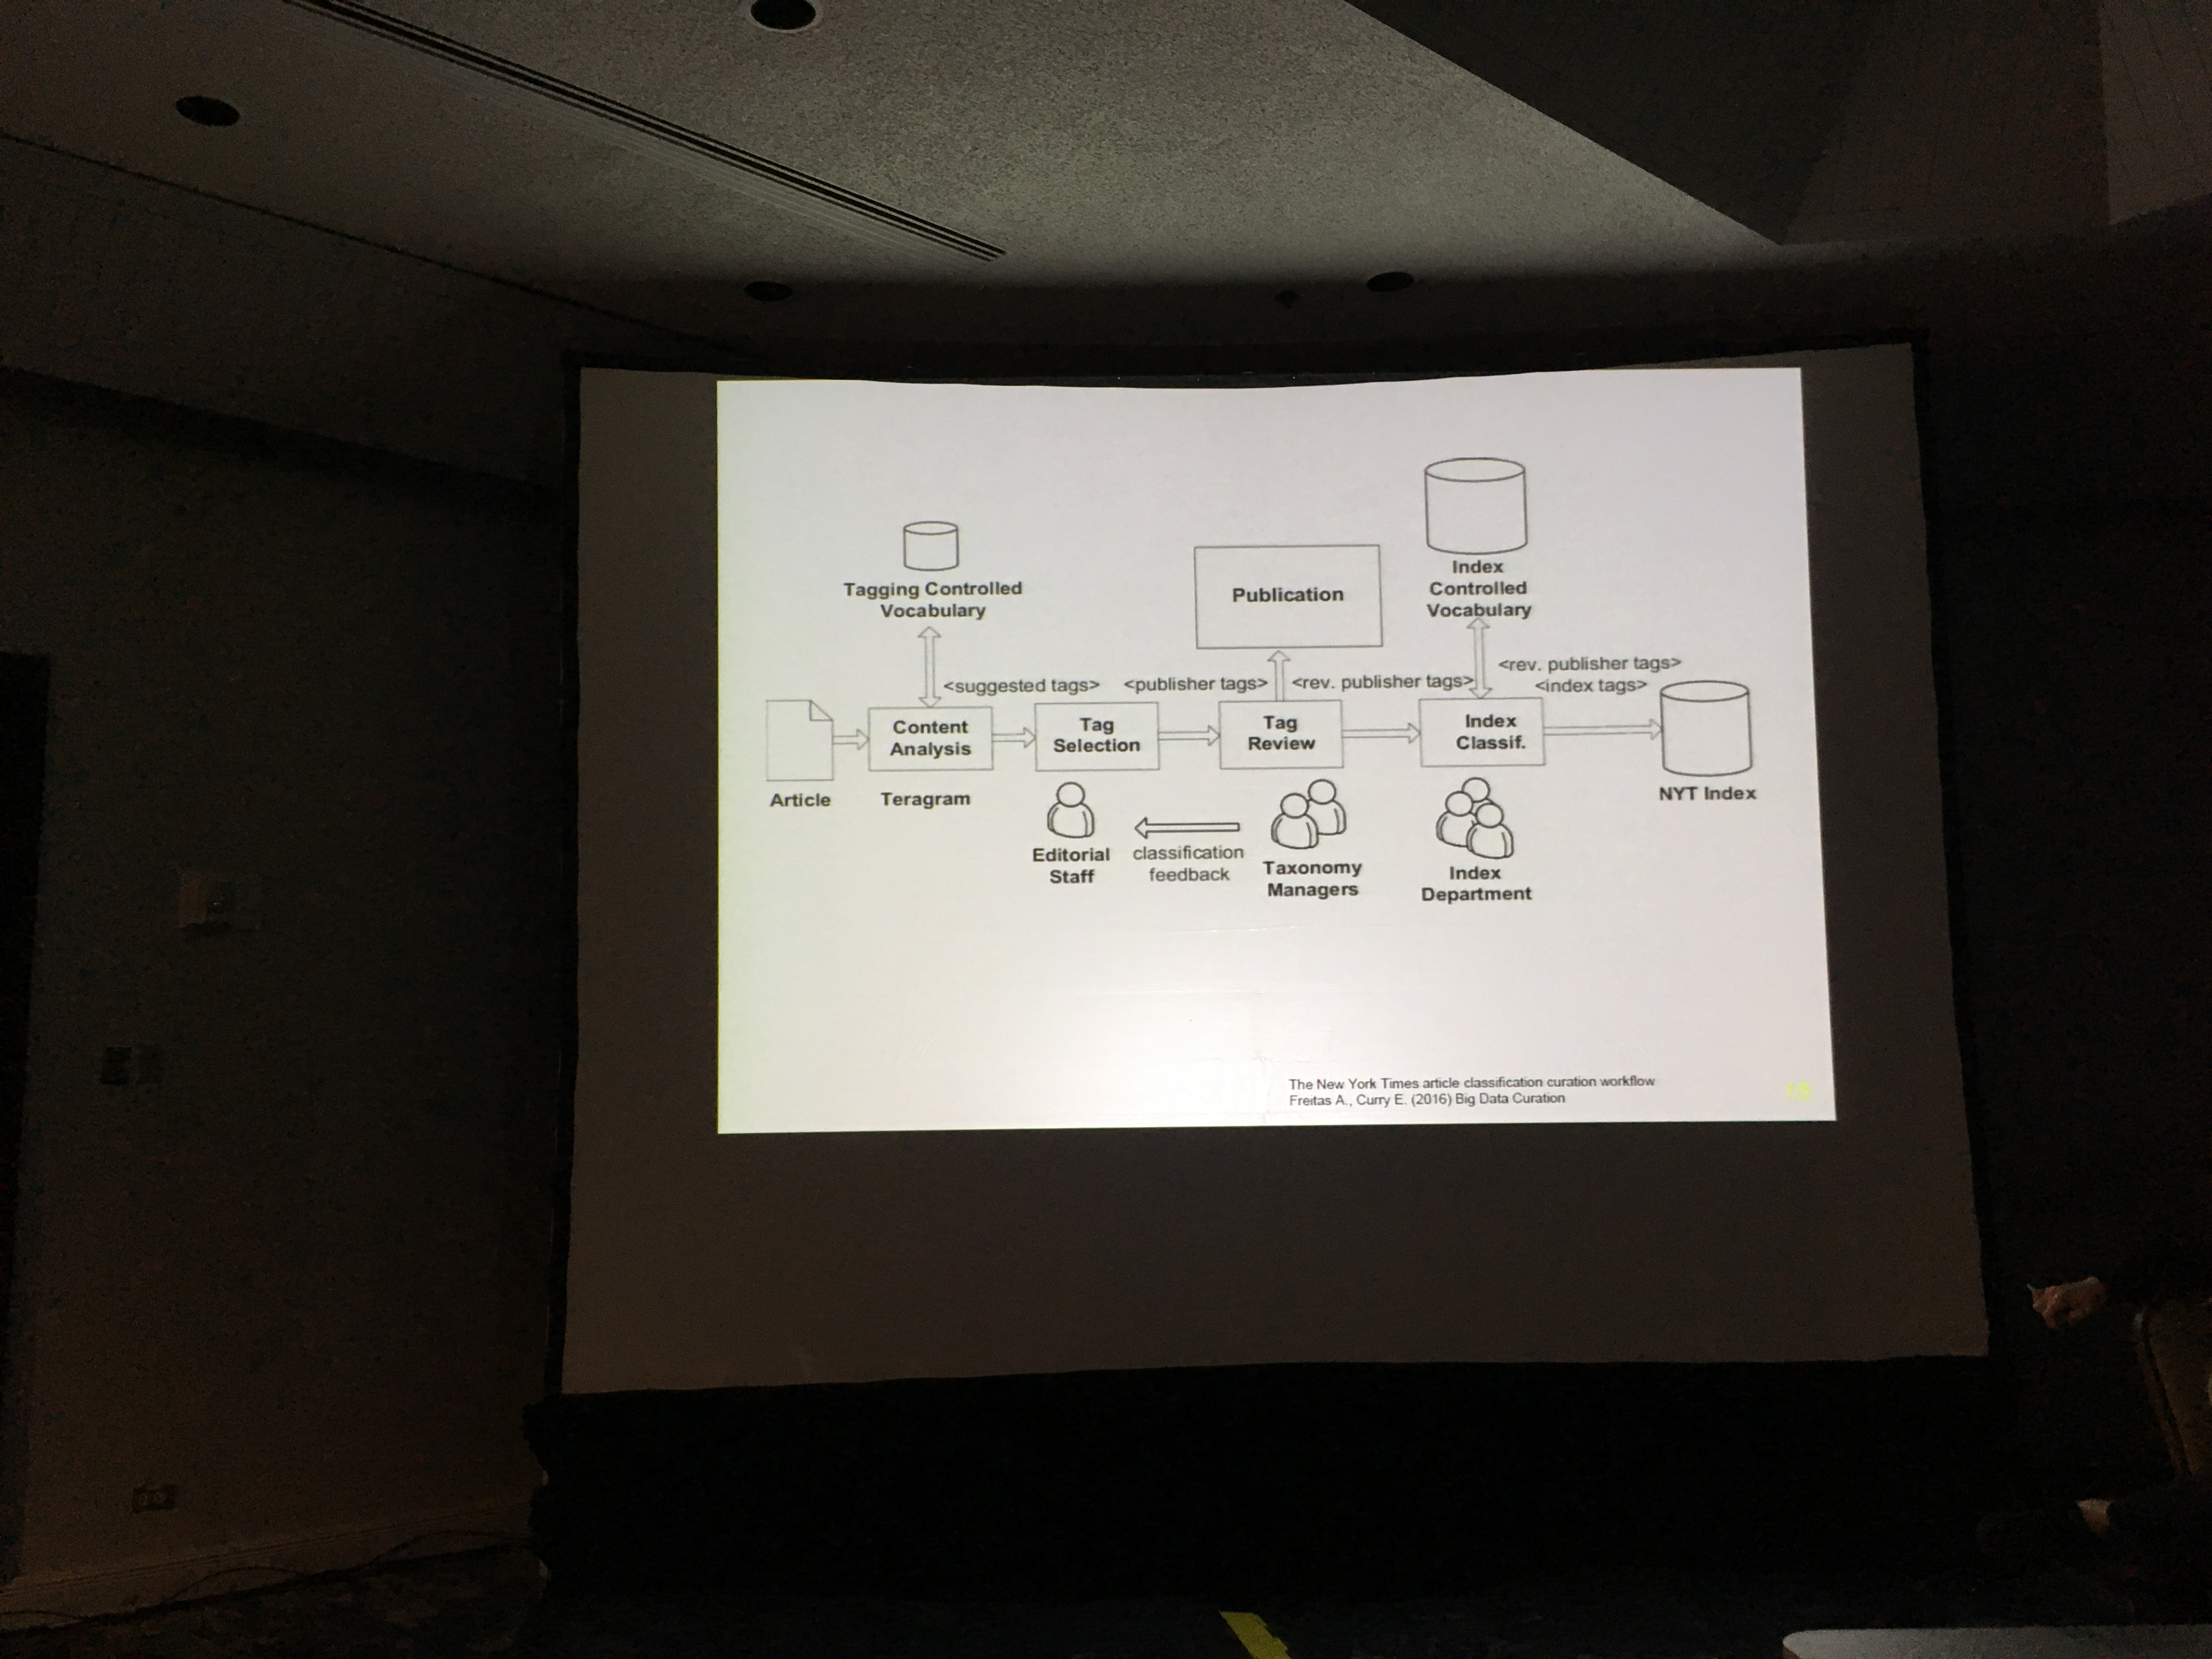 Tagging Controlled
Vocabulary
Publication
Index
Controlled
Vocabulary
<suggested tags>
<publisher tags>
<rev. publisher tags>
<rev. publisher tags>
<index tags>
Content
Analysis
Tag
Selection
Tag
Review
Index
Classif.
Article
Teragram
NYT Index
Editorial
Staff
classification
feedback
Taxonomy
Managers
Index
Department
The New York Times article classification curation workflow
Freitas A., Curry E. (2016) Big Data Curation
15